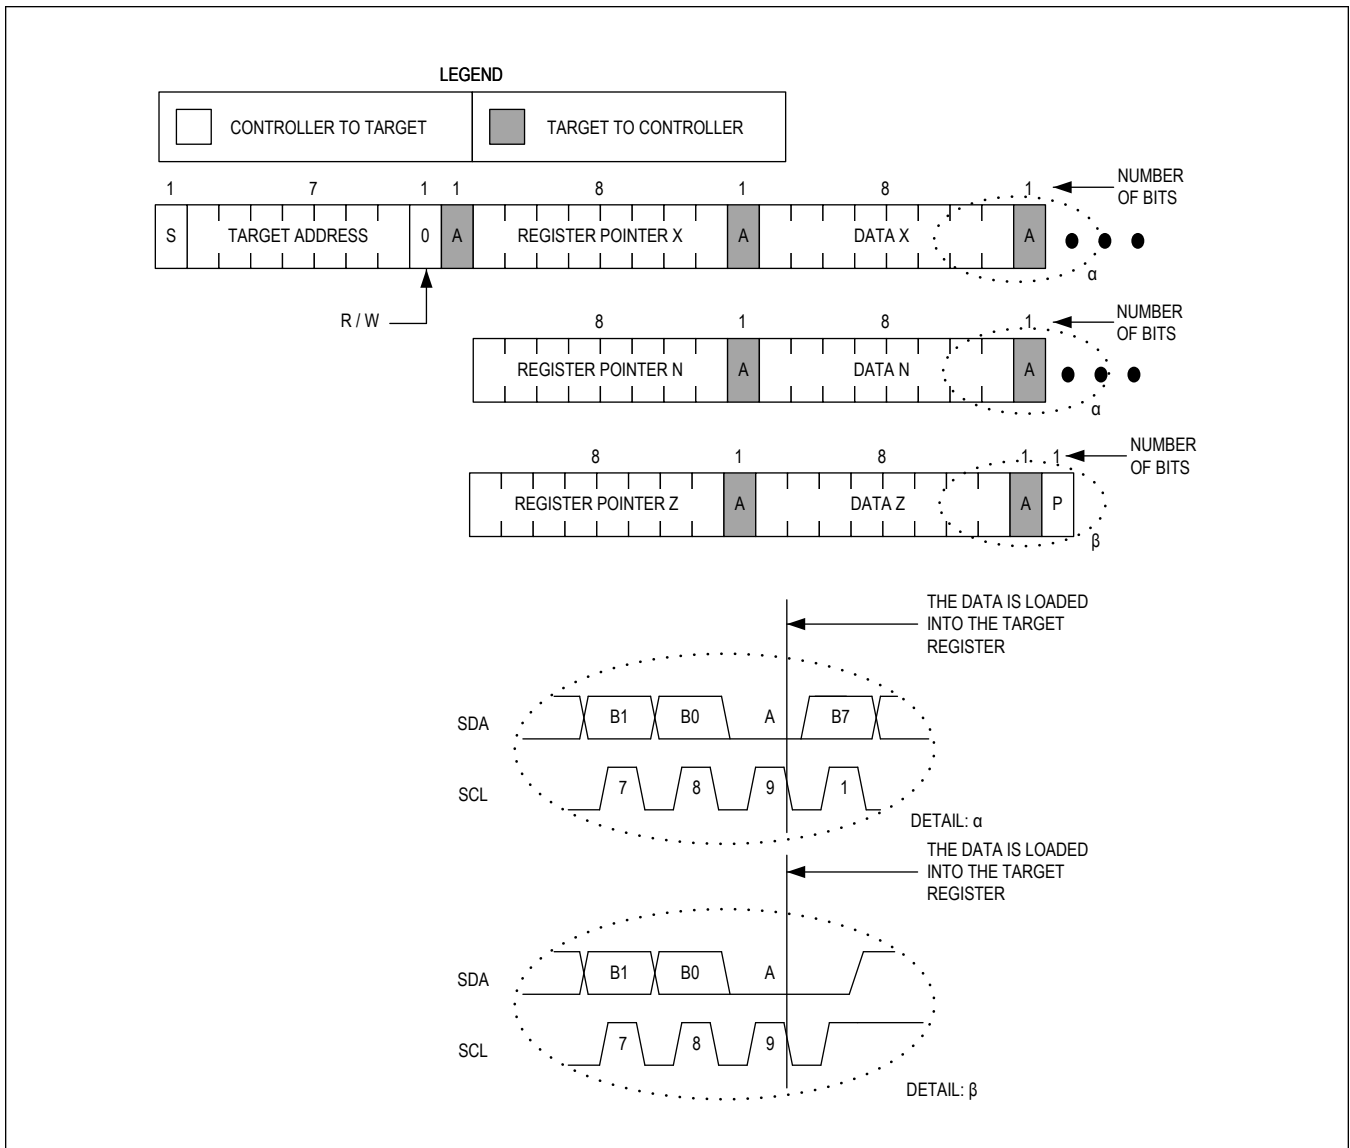 LEGEND
CONTROLLER TO TARGET
TARGET TO CONTROLLER
1 7 1 1 8 1 8 1
NUMBER
OF BITS
S TARGET ADDRESS 0 A REGISTER POINTER X A DATA X A
α
R / W
8 1 8 1
NUMBER
OF BITS
REGISTER POINTER N A DATA N A
α
8 1 8 1 1
NUMBER
OF BITS
REGISTER POINTER Z A DATA Z A P
β
THE DATA IS LOADED
INTO THE TARGET
REGISTER
SDA B1 B0 A B7
SCL 7 8 9 1
DETAIL: α
THE DATA IS LOADED
INTO THE TARGET
REGISTER
SDA B1 B0 A
SCL 7 8 9
DETAIL: β